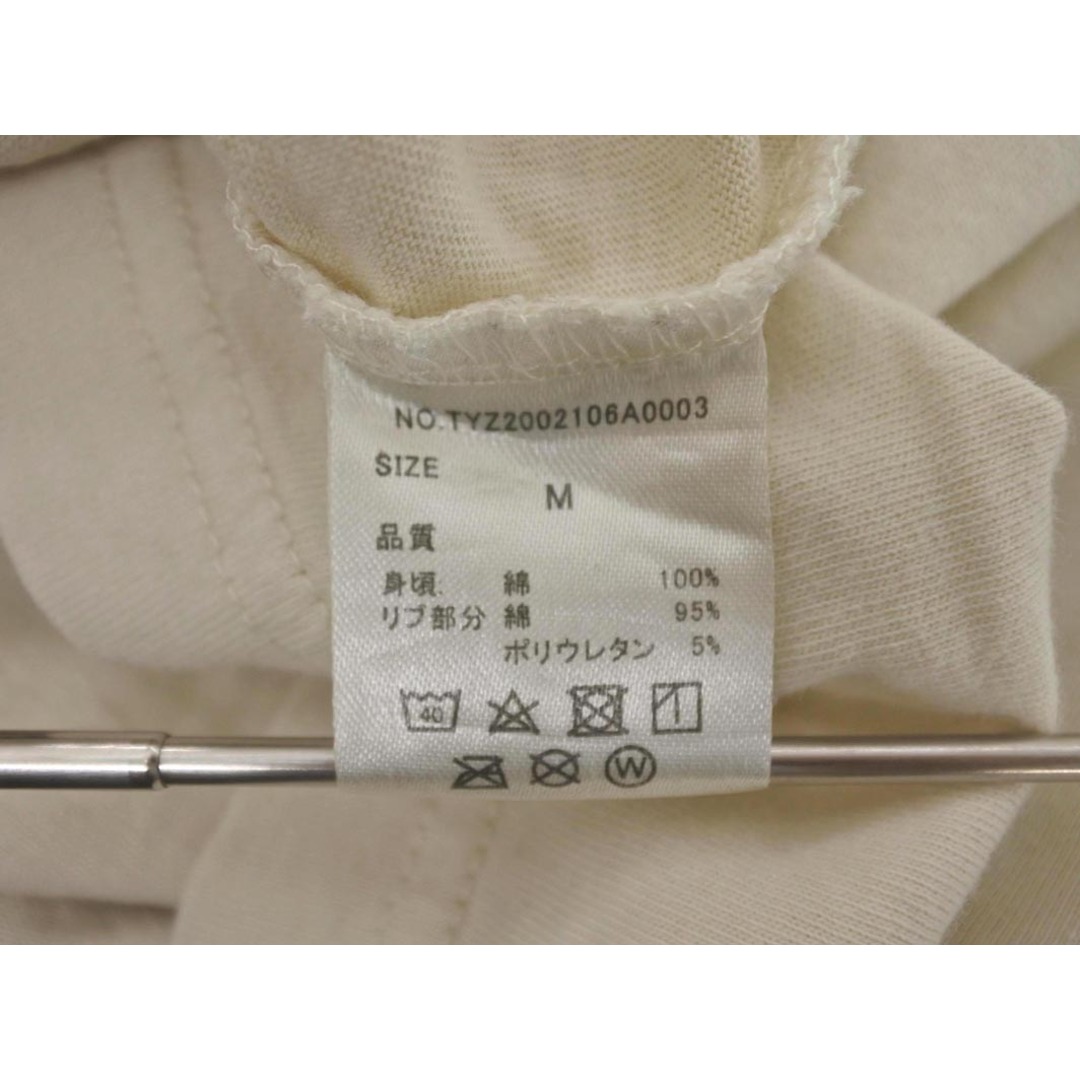 NO.TYZ2002106A0003
SIZE
M
品質
身頃 綿 100%
リブ部分 綿 95%
ポリウレタン 5%
40
W